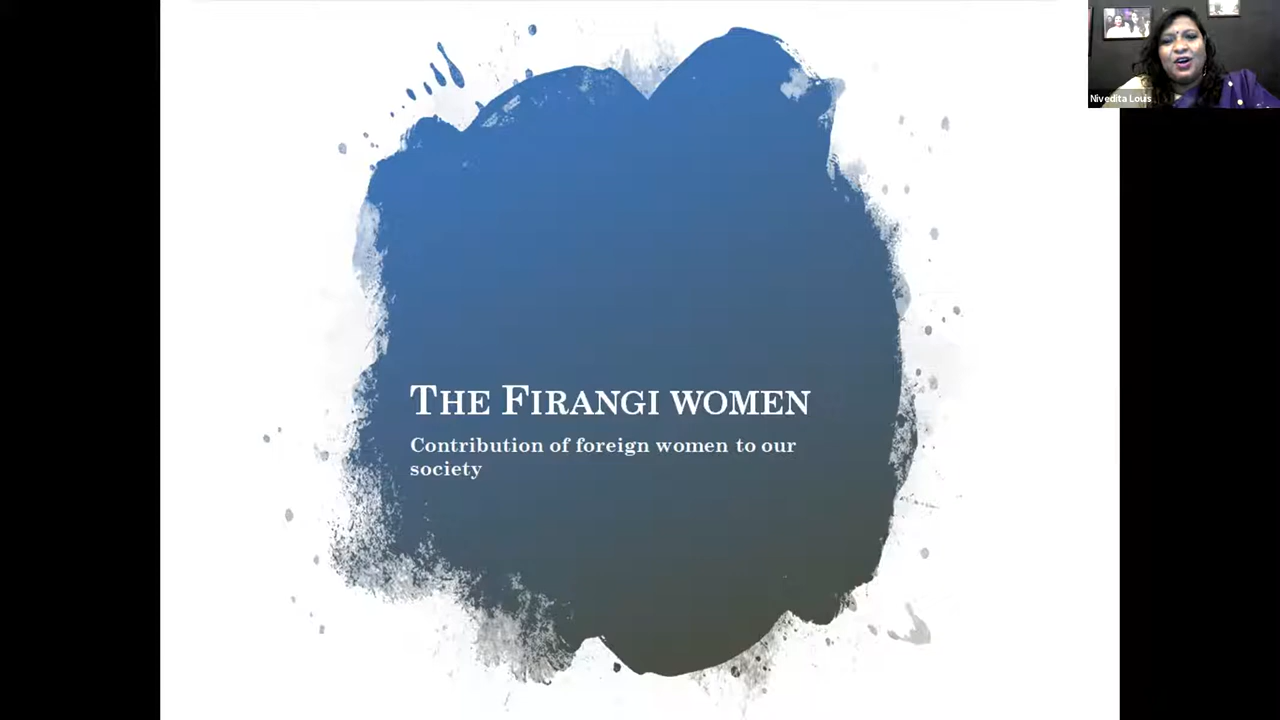 Nivedita Louis
THE FIRANGI WOMEN
Contribution of foreign women to our
society